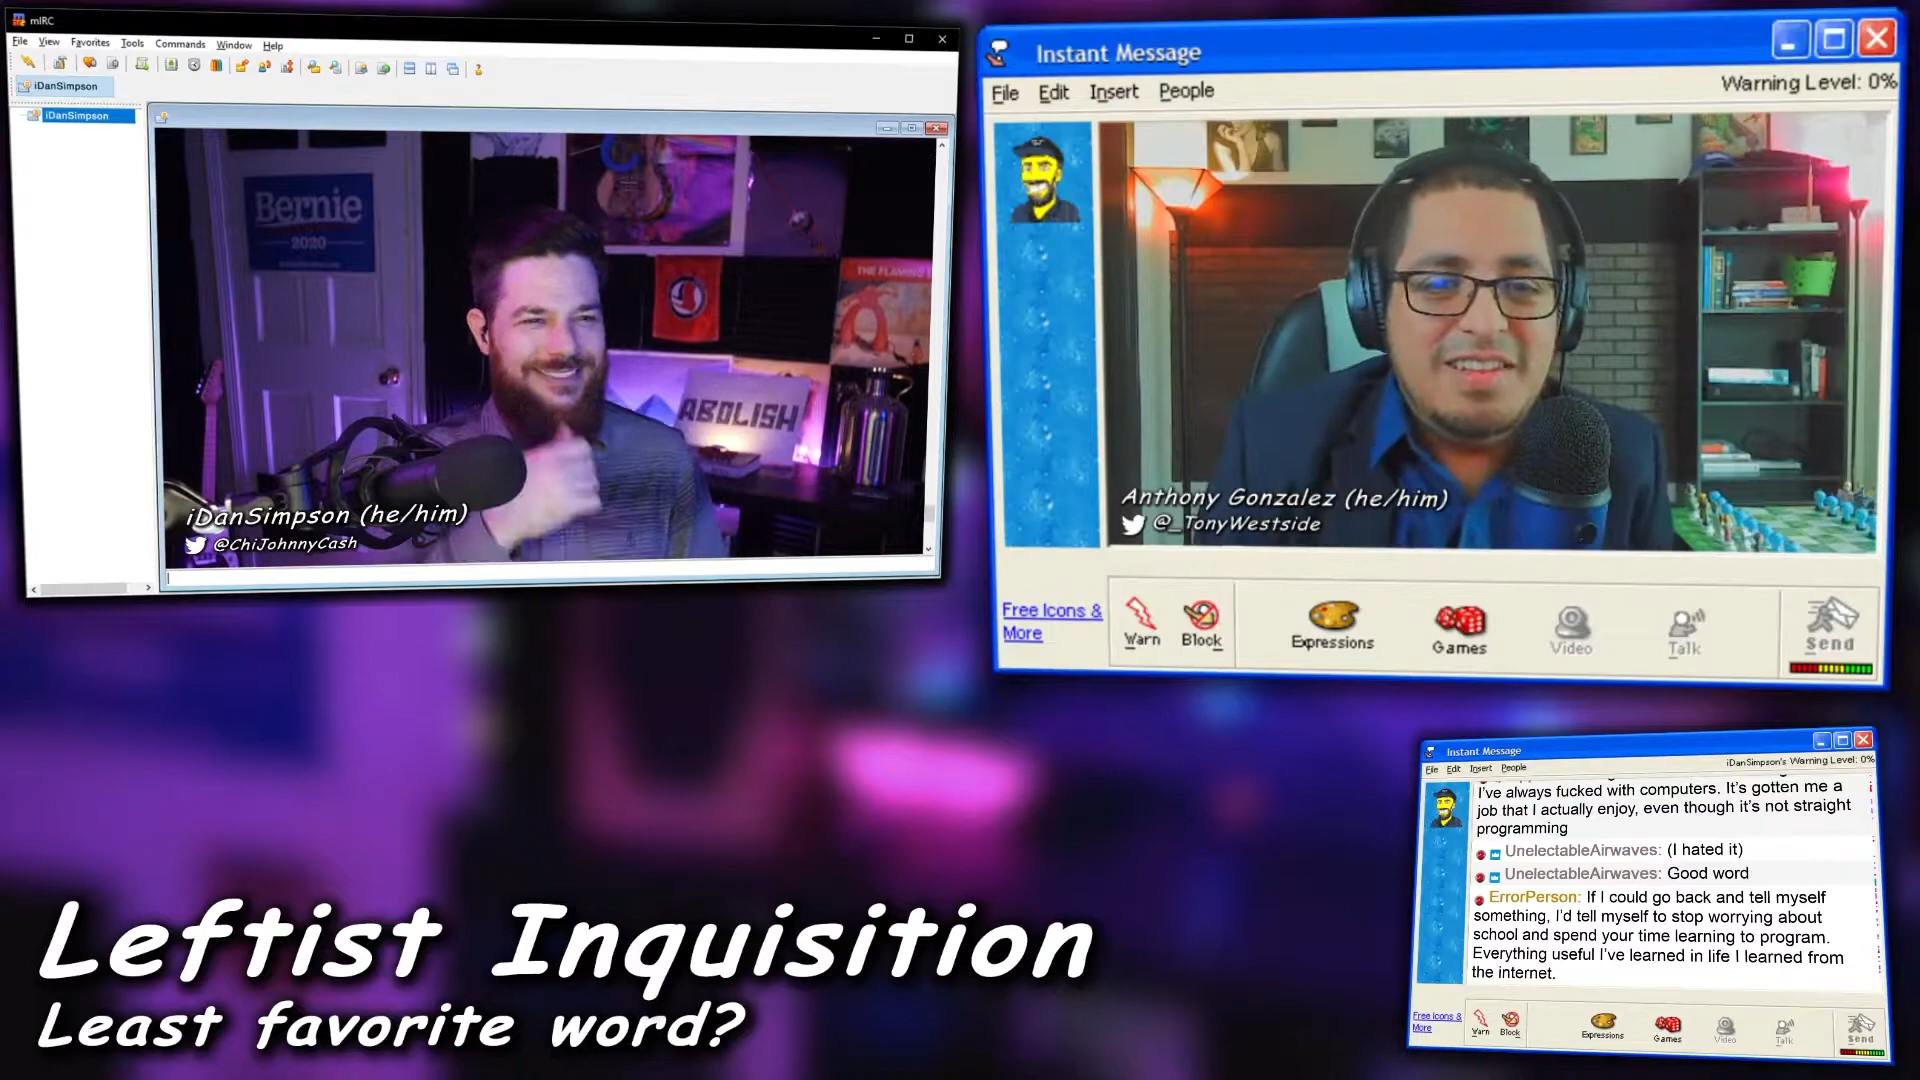 mIRC
File View Favorites Tools Commands Window Help
iDanSimpson
iDanSimpson
Bernie
2020
THE FLAMING
ABOLISH
iDanSimpson (he/him)
@ChiJohnnyCash
Instant Message
File Edit Insert People
Warning Level: 0%
Anthony Gonzalez (he/him)
@_TonyWestside
Free Icons &
More
Warn Block Expressions Games Video Talk Send
Instant Message
File Edit Insert People
iDanSimpson's Warning Level: 0%
I've always fucked with computers. It's gotten me a
job that I actually enjoy, even though it's not straight
programming
UnelectableAirwaves: (I hated it)
UnelectableAirwaves: Good word
ErrorPerson: If I could go back and tell myself
something, I'd tell myself to stop worrying about
school and spend your time learning to program.
Everything useful I've learned in life I learned from
the internet.
Free Icons &
More
Warn Block Expressions Games Video Talk Send
Leftist Inquisition
Least favorite word?